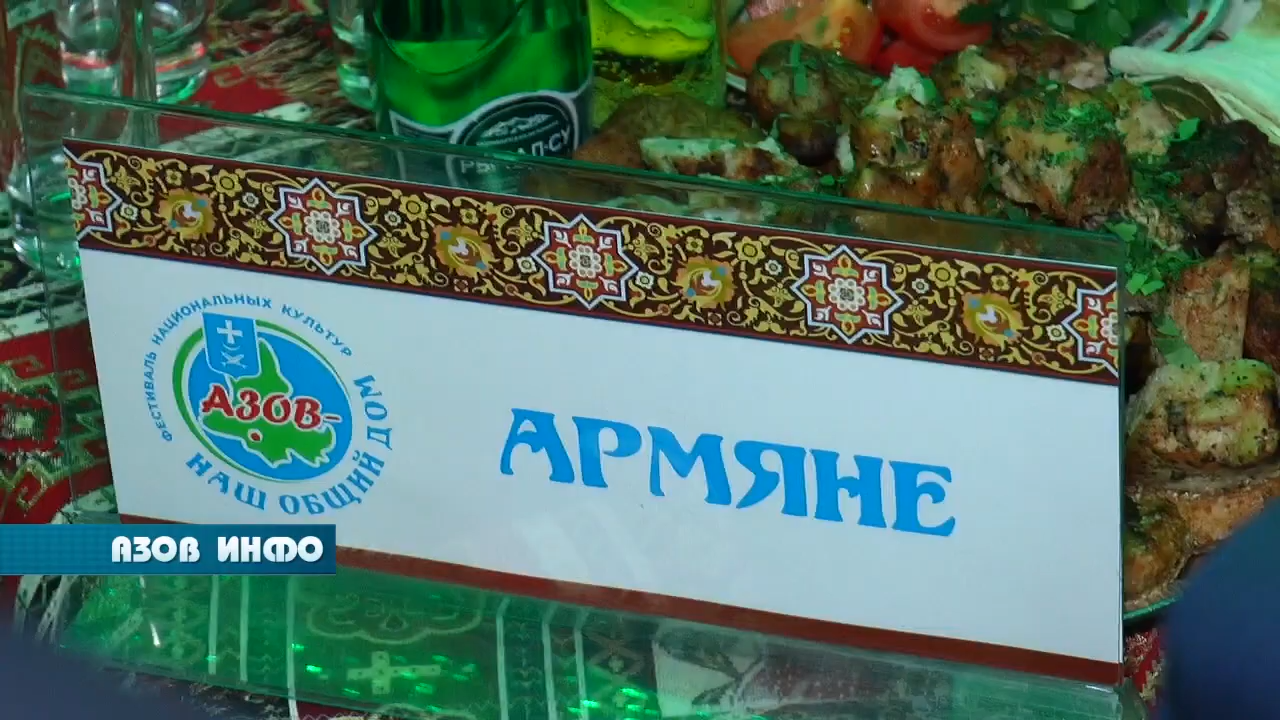 ФЕСТИВАЛЬ НАЦИОНАЛЬНЫХ КУЛЬТУР
АЗОВ-
НАШ ОБЩИЙ ДОМ
АРМЯНЕ
АЗОВ ИНФО